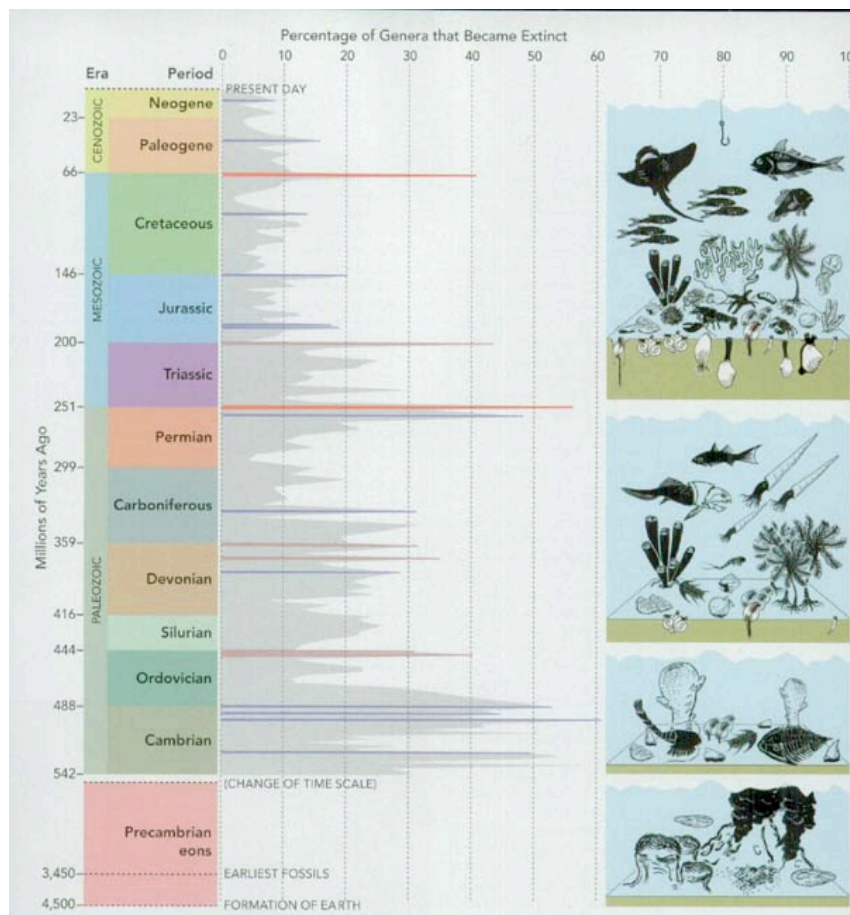 Percentage of Genera that Became Extinct
0 10 20 30 40 50 60 70 80 90 10
Era Period
PRESENT DAY
Neogene
23
CENOZOIC
Paleogene
66
Cretaceous
146
MESOZOIC
Jurassic
200
Triassic
251
Permian
299
Carboniferous
359
Millions of Years Ago
PALEOZOIC
Devonian
416
Silurian
444
Ordovician
488
Cambrian
542
(CHANGE OF TIME SCALE)
Precambrian
eons
3,450 EARLIEST FOSSILS
4,500 FORMATION OF EARTH